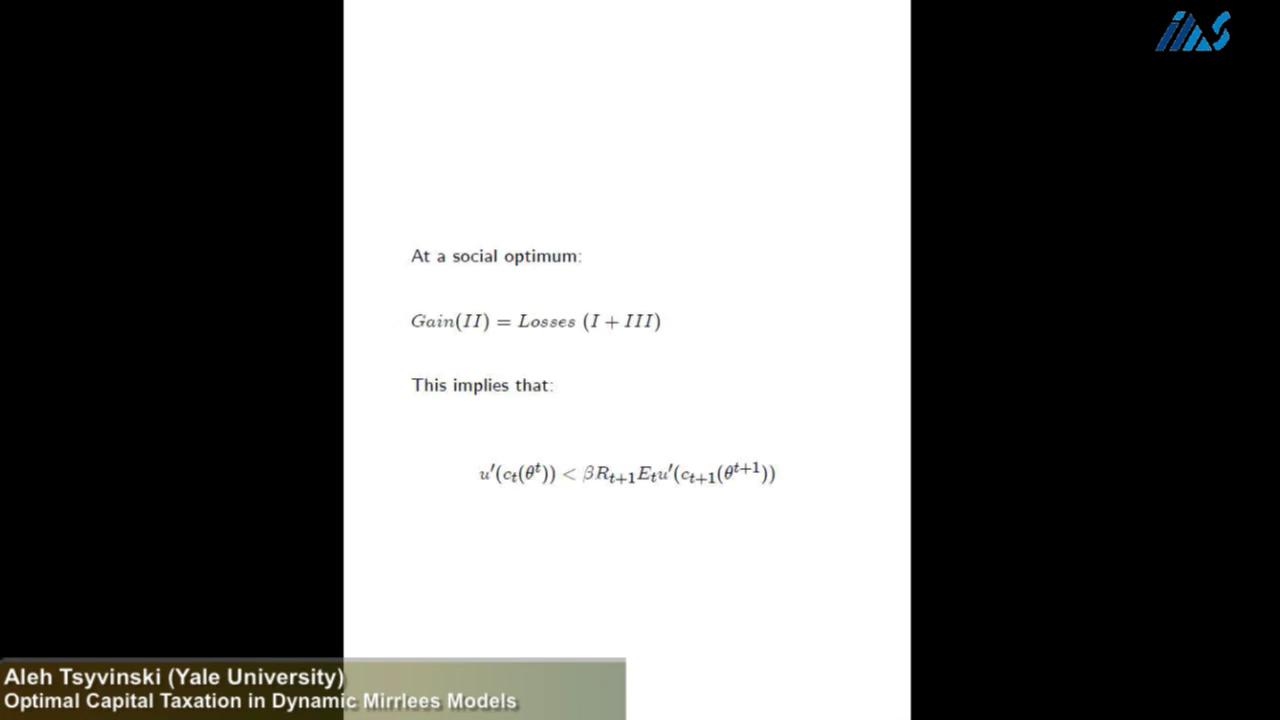 At a social optimum:
Gain(II) = Losses (I + III)
This implies that:
u′(c_t(θ^t)) < βR_{t+1}E_tu′(c_{t+1}(θ^{t+1}))
Aleh Tsyvinski (Yale University)
Optimal Capital Taxation in Dynamic Mirrlees Models